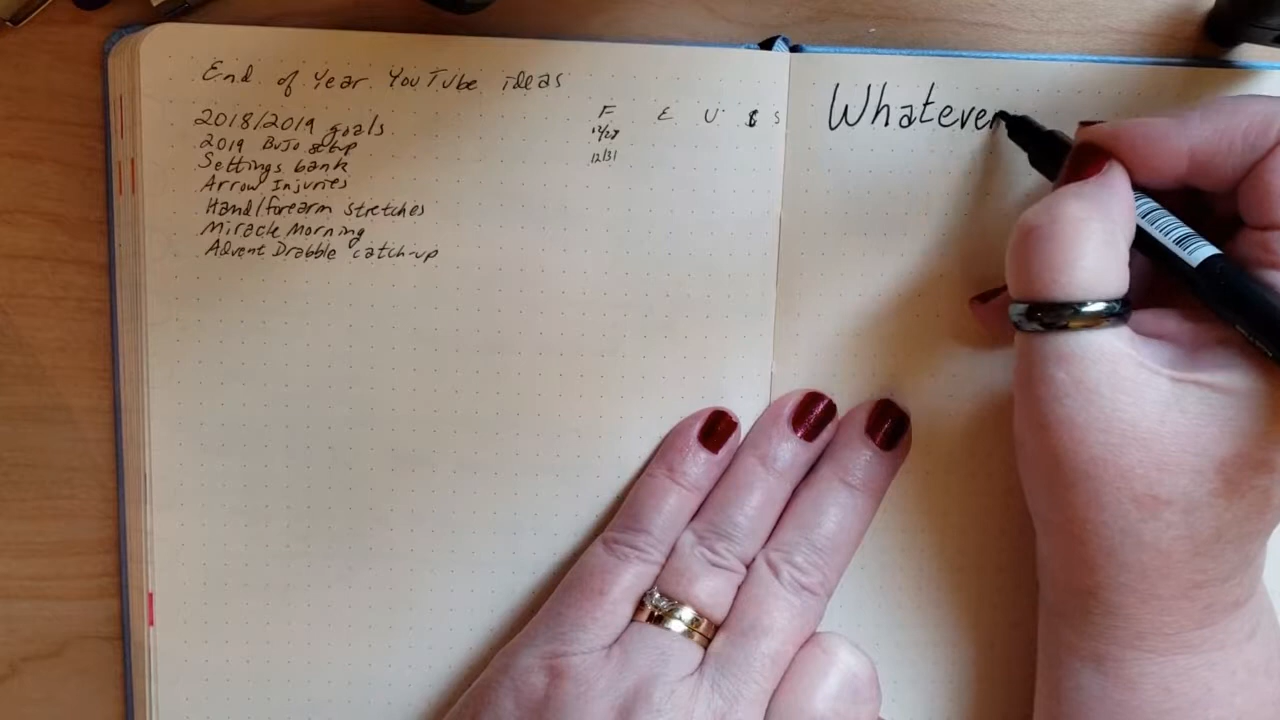 End of Year YouTube ideas
2018/2019 goals
2019 BuJo setup
Settings bank
Arrow Injuries
Hand/forearm stretches
Miracle Morning
Advent Drabble catch-up
F E U S
12/31
Whatever